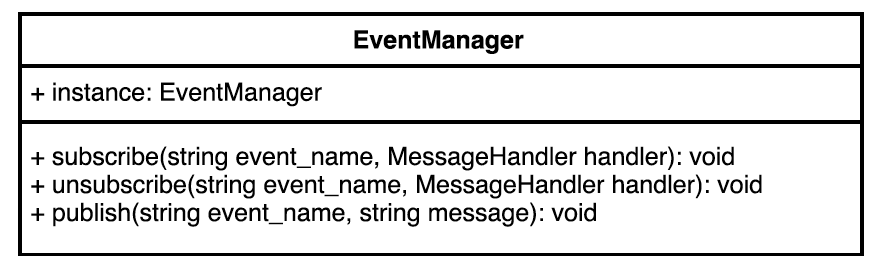 EventManager
+ instance: EventManager
+ subscribe(string event_name, MessageHandler handler): void
+ unsubscribe(string event_name, MessageHandler handler): void
+ publish(string event_name, string message): void